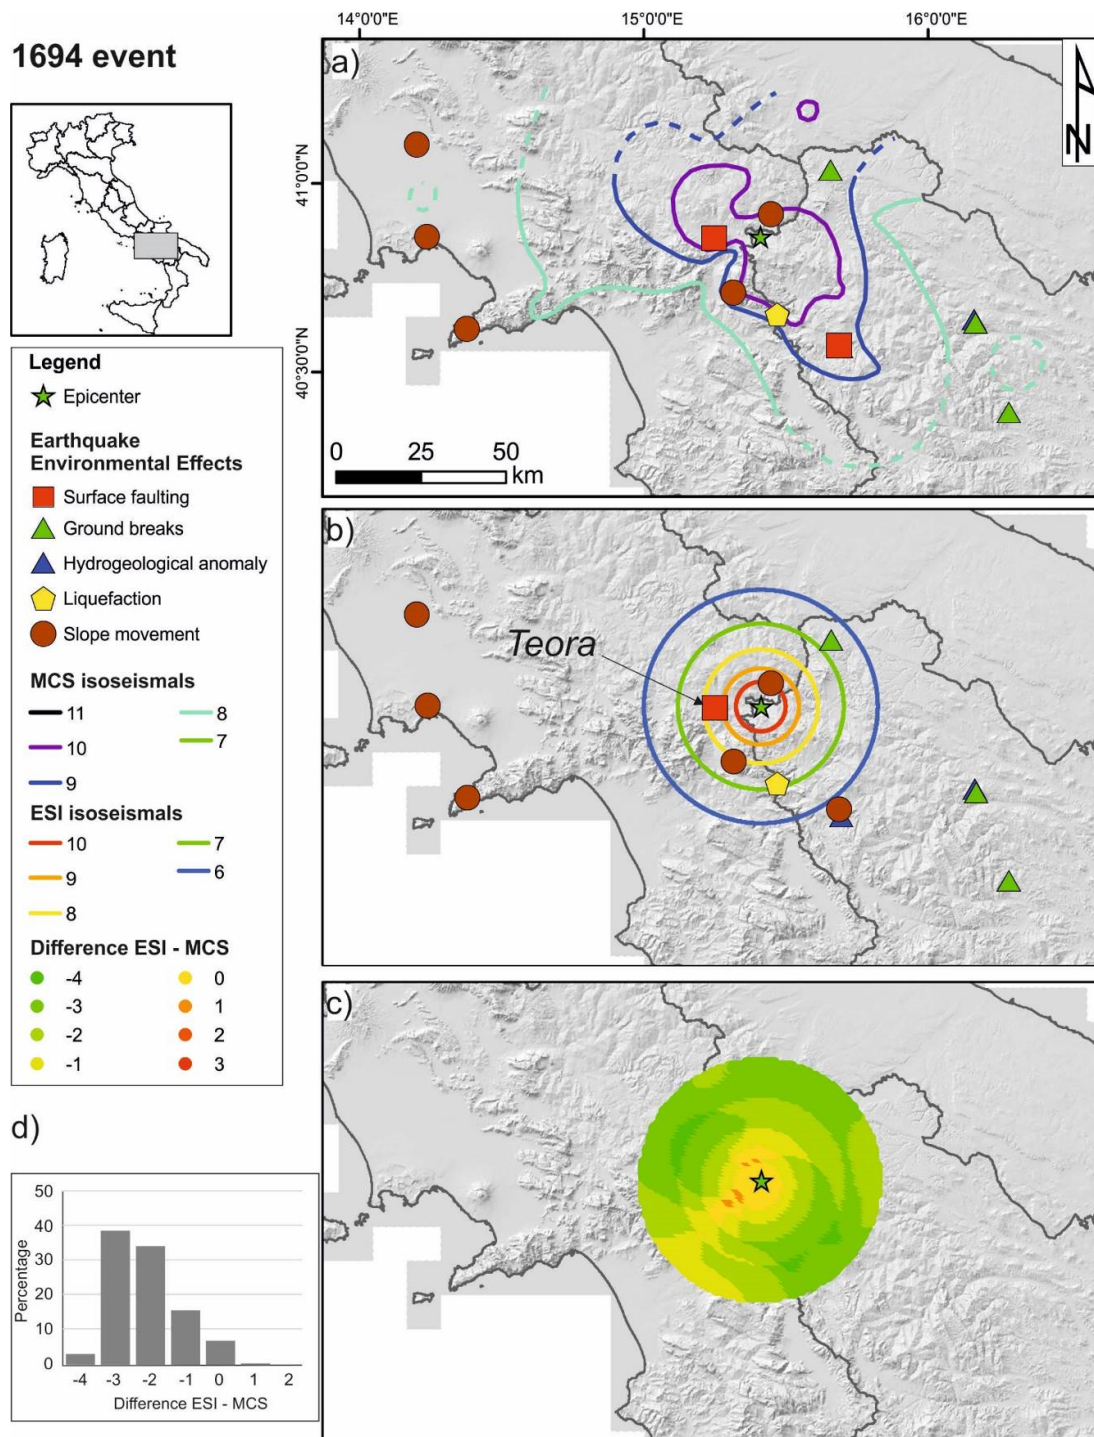 14°0'0"E 15°0'0"E 16°0'0"E
1694 event
a)
N
41°0'0"N
40°30'0"N
0 25 50
km
Legend
Epicenter
Earthquake
Environmental Effects
Surface faulting
Ground breaks
Hydrogeological anomaly
Liquefaction
Slope movement
MCS isoseismals
11 8
10 7
9
ESI isoseismals
10 7
9 6
8
Difference ESI - MCS
-4 0
-3 1
-2 2
-1 3
b)
Teora
c)
d)
50
40
30
20
10
0
Percentage
-4 -3 -2 -1 0 1 2
Difference ESI - MCS